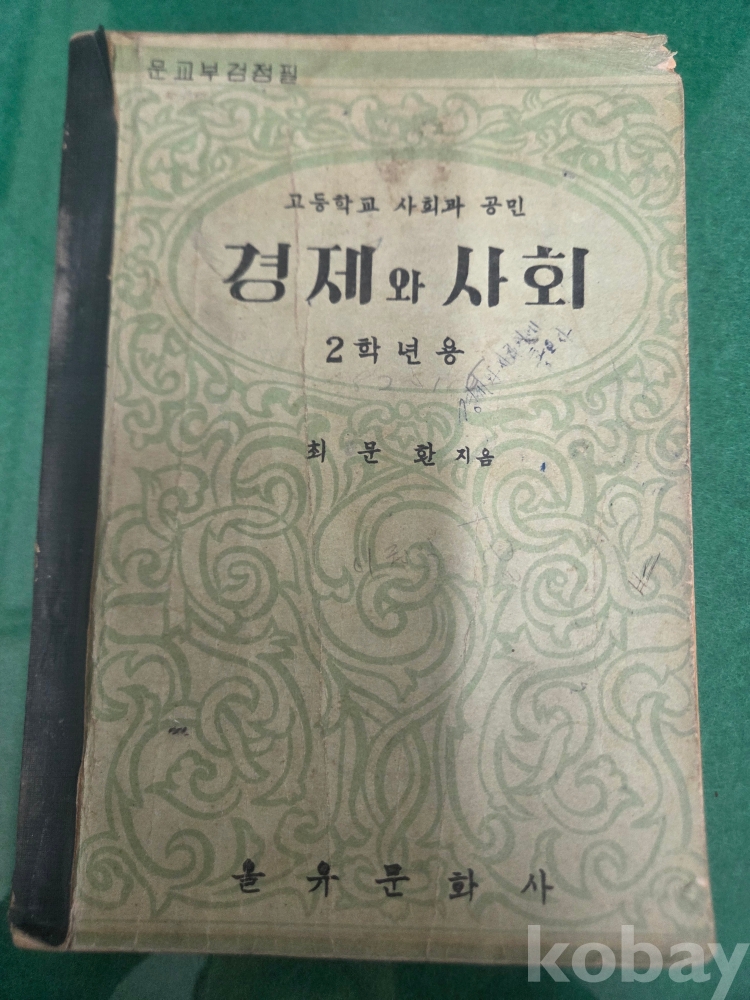 문교부검정필
고등학교 사회과 공민
경제와 사회
2학년용
최문환 지음
을유문화사
kobay